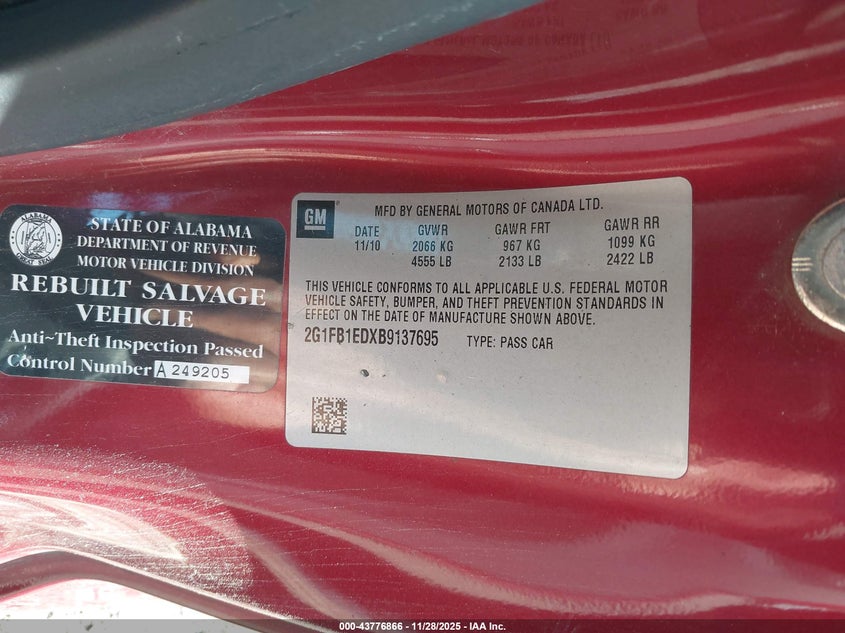 STATE OF ALABAMA
DEPARTMENT OF REVENUE
MOTOR VEHICLE DIVISION
REBUILT SALVAGE
VEHICLE
Anti~Theft Inspection Passed
Control Number A 249205
GM
MFD BY GENERAL MOTORS OF CANADA LTD.
DATE GVWR GAWR FRT GAWR RR
11/10 2066 KG 967 KG 1099 KG
4555 LB 2133 LB 2422 LB
THIS VEHICLE CONFORMS TO ALL APPLICABLE U.S. FEDERAL MOTOR
VEHICLE SAFETY, BUMPER, AND THEFT PREVENTION STANDARDS IN
EFFECT ON THE DATE OF MANUFACTURE SHOWN ABOVE.
2G1FB1EDXB9137695 TYPE: PASS CAR
000-43776866 - 11/28/2025 - IAA Inc.